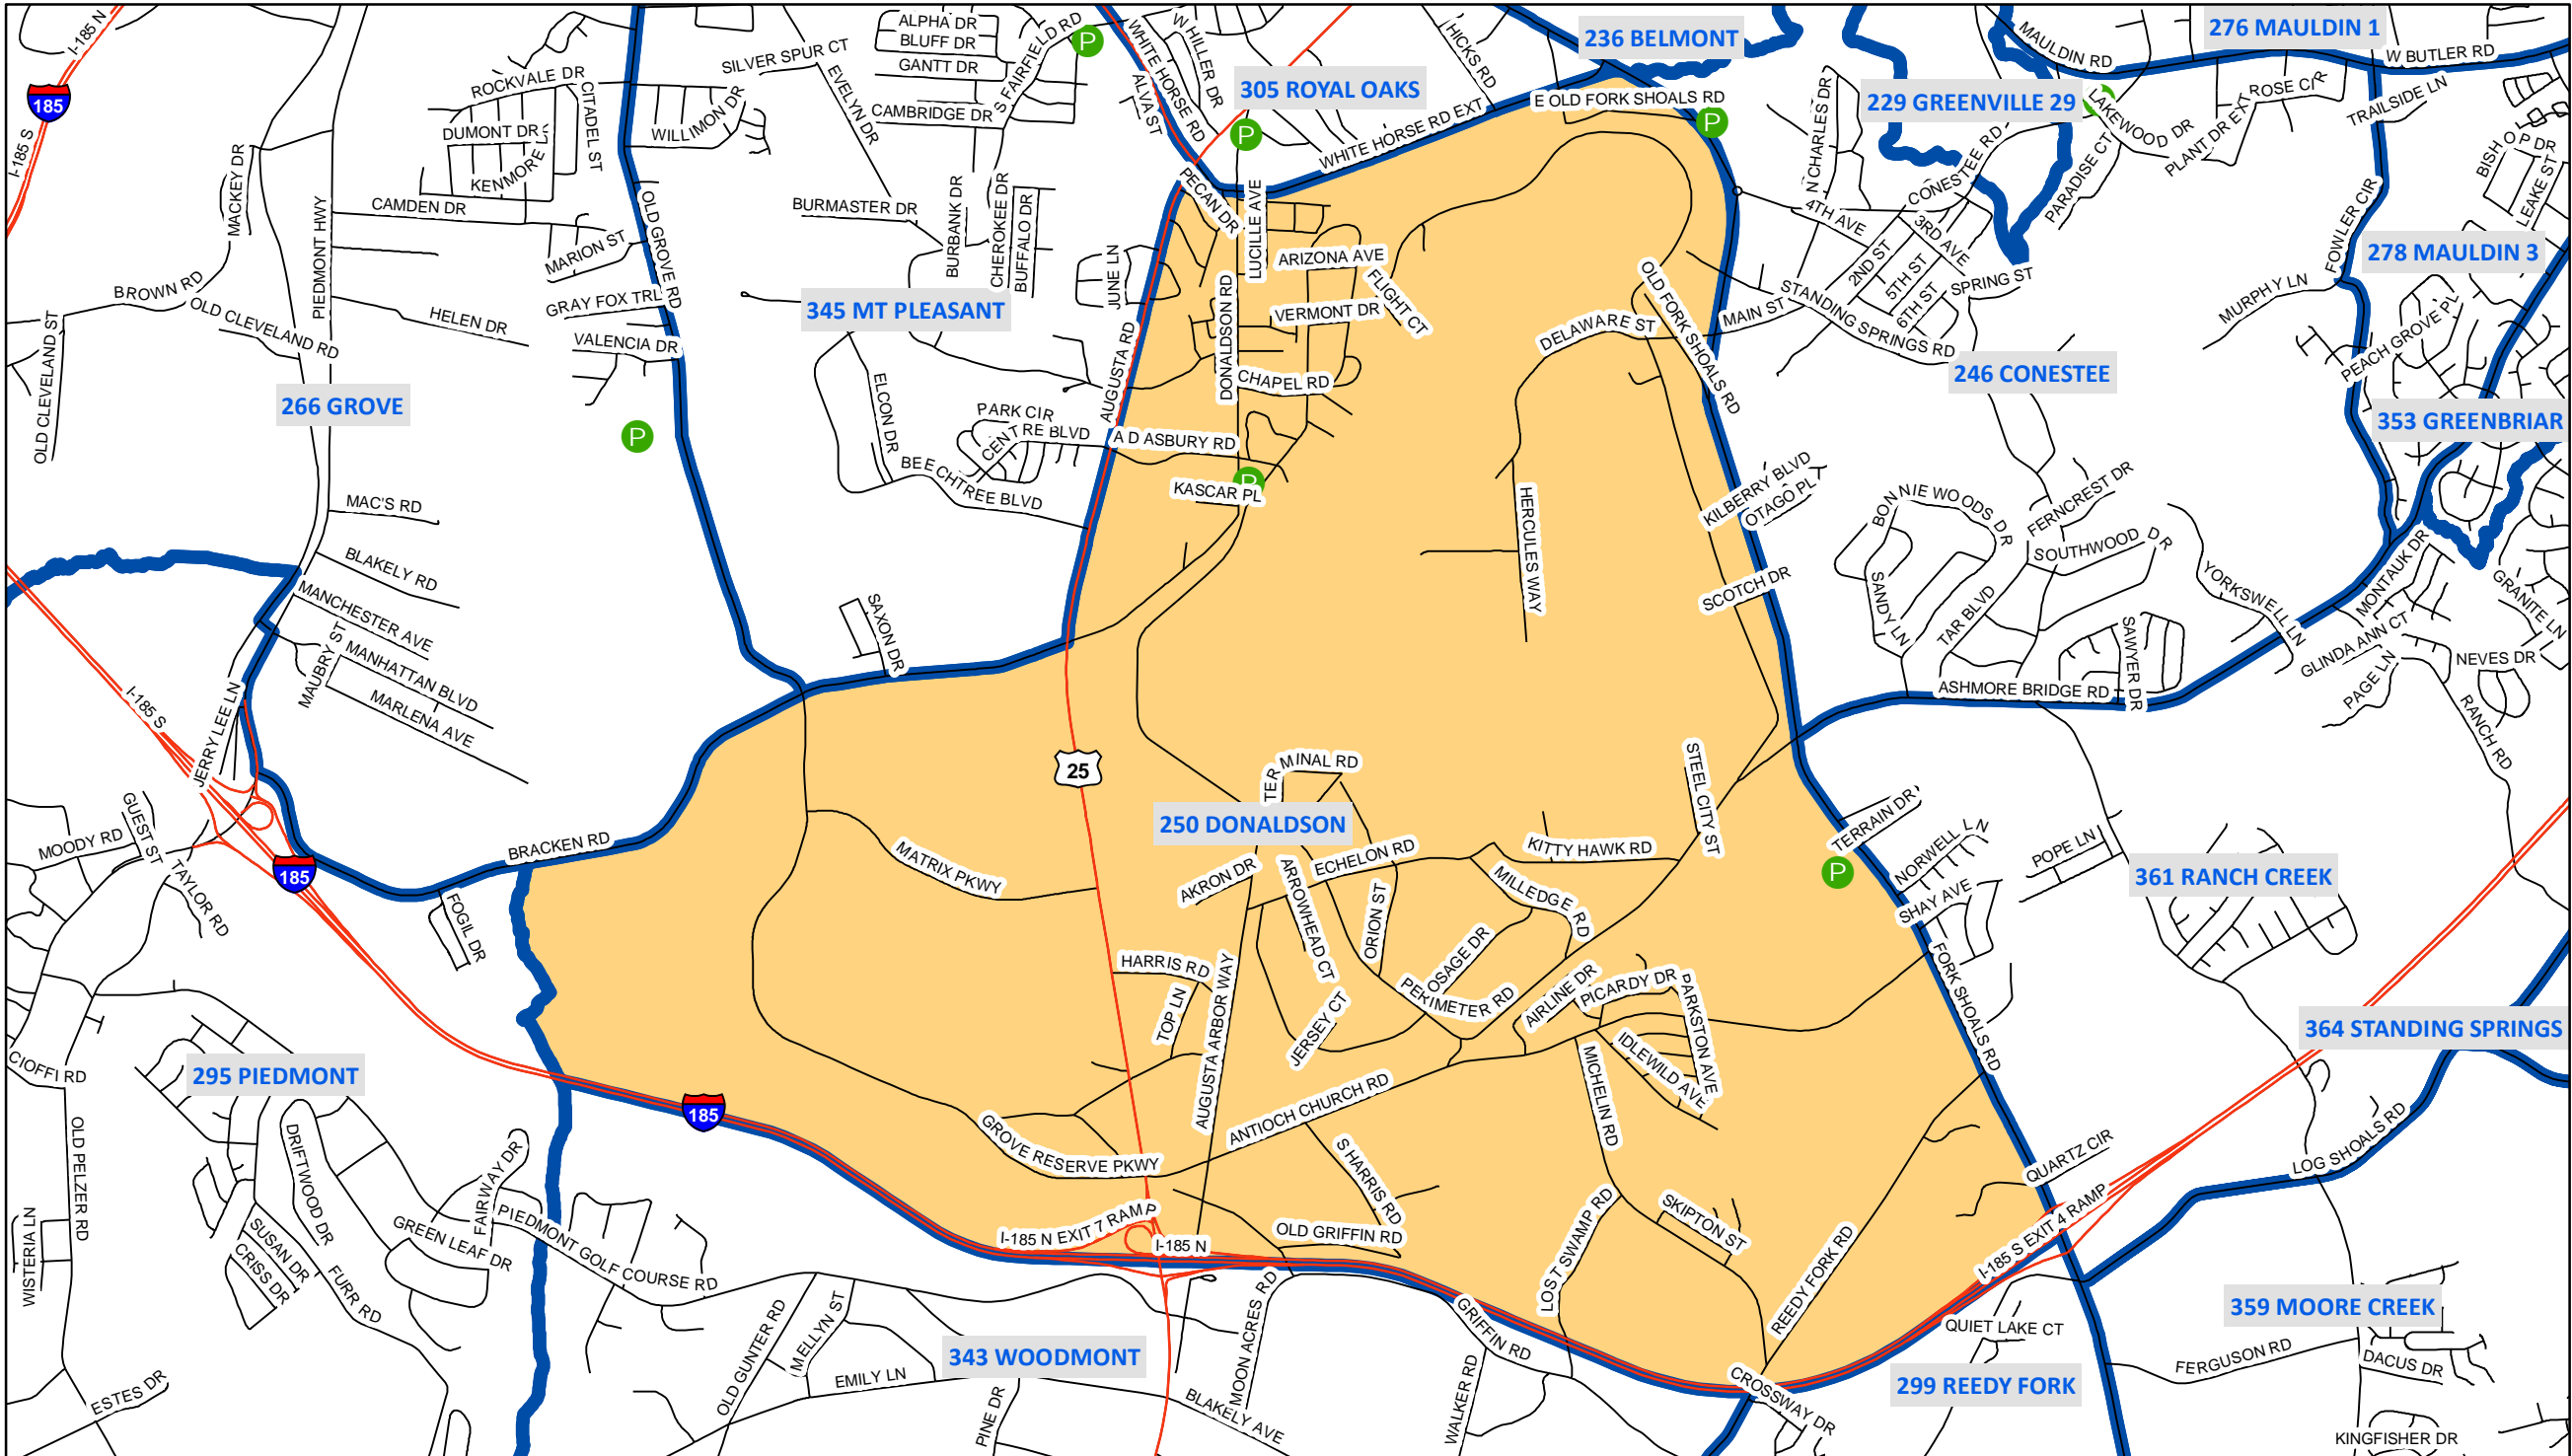 I-185 N
185
I-185 S
ROCKVALE DR
CITADEL ST
DUMONT DR
KENMORE L
MACKEY DR
PIEDMONT HWY
CAMDEN DR
MARION ST
OLD GROVE RD
GRAY FOX TRL
VALENCIA DR
BROWN RD
OLD CLEVELAND RD
OLD CLEVELAND ST
HELEN DR
266 GROVE
P
MAC'S RD
BLAKELY RD
MANCHESTER AVE
MAUBRY ST
MANHATTAN BLVD
MARLENA AVE
JERRY LEE LN
I-185 S
185
BRACKEN RD
FOGIL DR
MOODY RD
GUEST ST
TAYLOR RD
SILVER SPUR CT
WILLIMON DR
EVELYN DR
ALPHA DR
BLUFF DR
GANTT DR
CAMBRIDGE DR
S FAIRFIELD RD
P
WHITE HORSE RD
W HILLER DR
ALVA ST
BURMASTER DR
BURBANK DR
CHEROKEE DR
BUFFALO DR
JUNE LN
345 MT PLEASANT
ELCON DR
PARK CIR
CENTRE BLVD
BEECHTREE BLVD
AUGUSTA RD
SAXON DR
305 ROYAL OAKS
P
HICKS RD
236 BELMONT
WHITE HORSE RD EXT
E OLD FORK SHOALS RD
P
PECAN DR
LUCILLE AVE
DONALDSON RD
ARIZONA AVE
FLIGHT CT
VERMONT DR
CHAPEL RD
A D ASBURY RD
P
KASCAR PL
DELAWARE ST
OLD FORK SHOALS RD
HERCULES WAY
KILBERRY BLVD
OTAGO PL
SCOTCH DR
MAULDIN RD
276 MAULDIN 1
W BUTLER RD
229 GREENVILLE 29
LAKEWOOD DR
PLANT DR EXT
ROSE CIR
TRAILSIDE LN
BISHOP DR
LEAKE ST
N CHARLES DR
CONESTEE RD
PARADISE CT
4TH AVE
3RD AVE
2ND ST
5TH ST
6TH ST
SPRING ST
MAIN ST
STANDING SPRINGS RD
246 CONESTEE
FOWLER CIR
278 MAULDIN 3
MURPHY LN
PEACH GROVE PL
353 GREENBRIAR
BONNIE WOODS DR
FERNCREST DR
SOUTHWOOD DR
SANDY LN
TAR BLVD
SAWYER DR
YORKSWELL LN
MONTAUK DR
GLINDA ANN CT
GRANITE LN
PAGE LN
NEVES DR
RANCH RD
ASHMORE BRIDGE RD
25
250 DONALDSON
TERMINAL RD
STEEL CITY ST
MATRIX PKWY
AKRON DR
ARROWHEAD CT
ECHELON RD
ORION ST
KITTY HAWK RD
MILLEDGE RD
OSAGE DR
PERIMETER RD
JERSEY CT
AIRLINE DR
PICARDY DR
PARKSTON AVE
IDLEWILD AVE
HARRIS RD
TOP LN
AUGUSTA ARBOR WAY
ANTIOCH CHURCH RD
GROVE RESERVE PKWY
MICHELIN RD
S HARRIS RD
OLD GRIFFIN RD
LOST SWAMP RD
SKIPTON ST
REEDY FORK RD
I-185 N EXIT 7 RAMP
I-185 N
185
TERRAIN DR
P
NORWELL LN
SHAY AVE
POPE LN
361 RANCH CREEK
FORK SHOALS RD
364 STANDING SPRINGS
LOG SHOALS RD
QUARTZ CIR
I-185 S EXIT 4 RAMP
359 MOORE CREEK
QUIET LAKE CT
299 REEDY FORK
FERGUSON RD
DACUS DR
KINGFISHER DR
CROSSWAY DR
CIOFFI RD
295 PIEDMONT
OLD PELZER RD
WISTERIA LN
DRIFTWOOD DR
SUSAN DR
CRISS DR
FURR RD
GREEN LEAF DR
FAIRWAY DR
PIEDMONT GOLF COURSE RD
ESTES DR
OLD GUNTER RD
MELLYN ST
EMILY LN
343 WOODMONT
PINE DR
BLAKELY AVE
MOON ACRES RD
GRIFFIN RD
WALKER RD